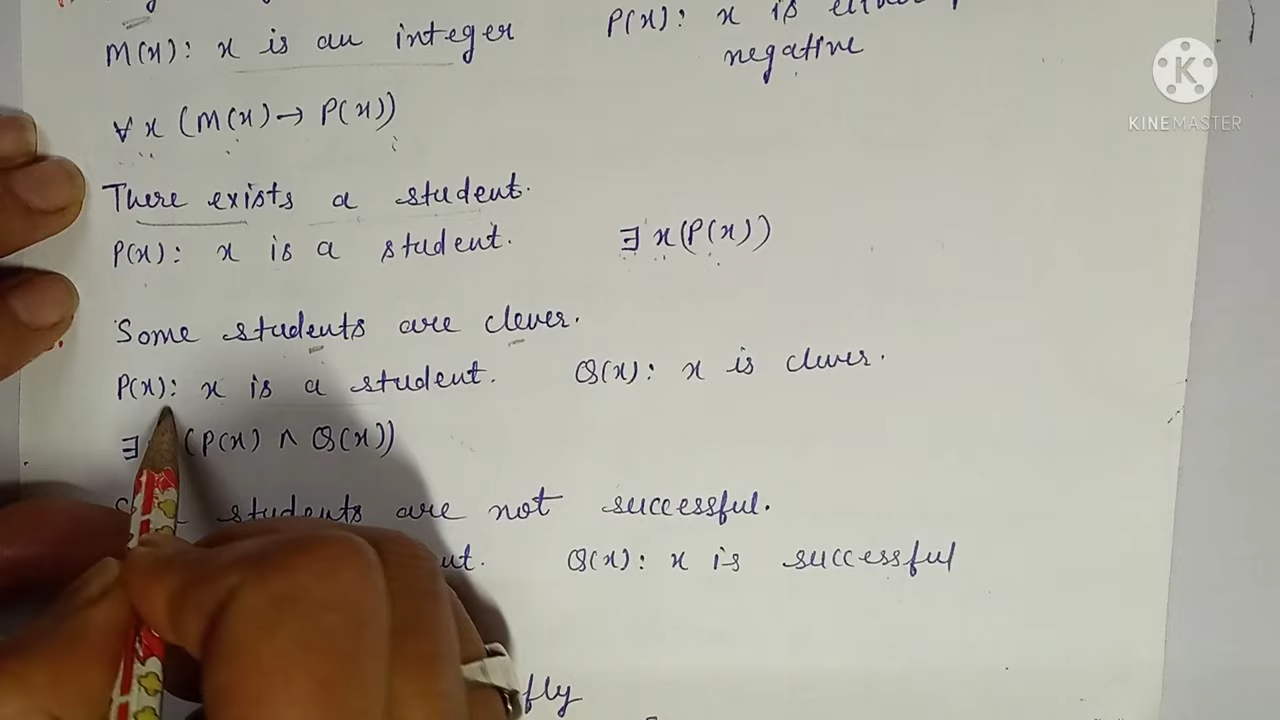 M(x): x is an integer P(x): x is
negative
∀ x (M(x) → P(x))
There exists a student.
P(x): x is a student. ∃ x(P(x))
Some students are clever.
P(x): x is a student. Q(x): x is clever.
∃ (P(x) ∧ Q(x))
students are not successful.
Q(x): x is successful
fly
K
KINEMASTER